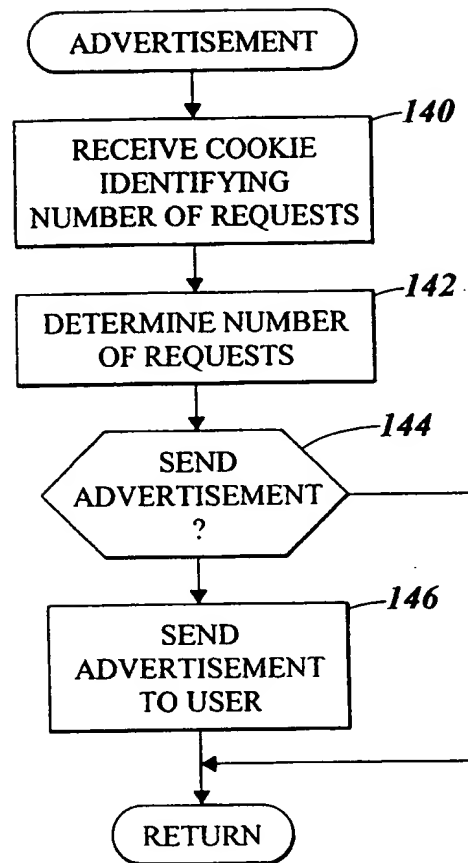 ADVERTISEMENT
140
RECEIVE COOKIE
IDENTIFYING
NUMBER OF REQUESTS
142
DETERMINE NUMBER
OF REQUESTS
144
SEND
ADVERTISEMENT
?
146
SEND
ADVERTISEMENT
TO USER
RETURN